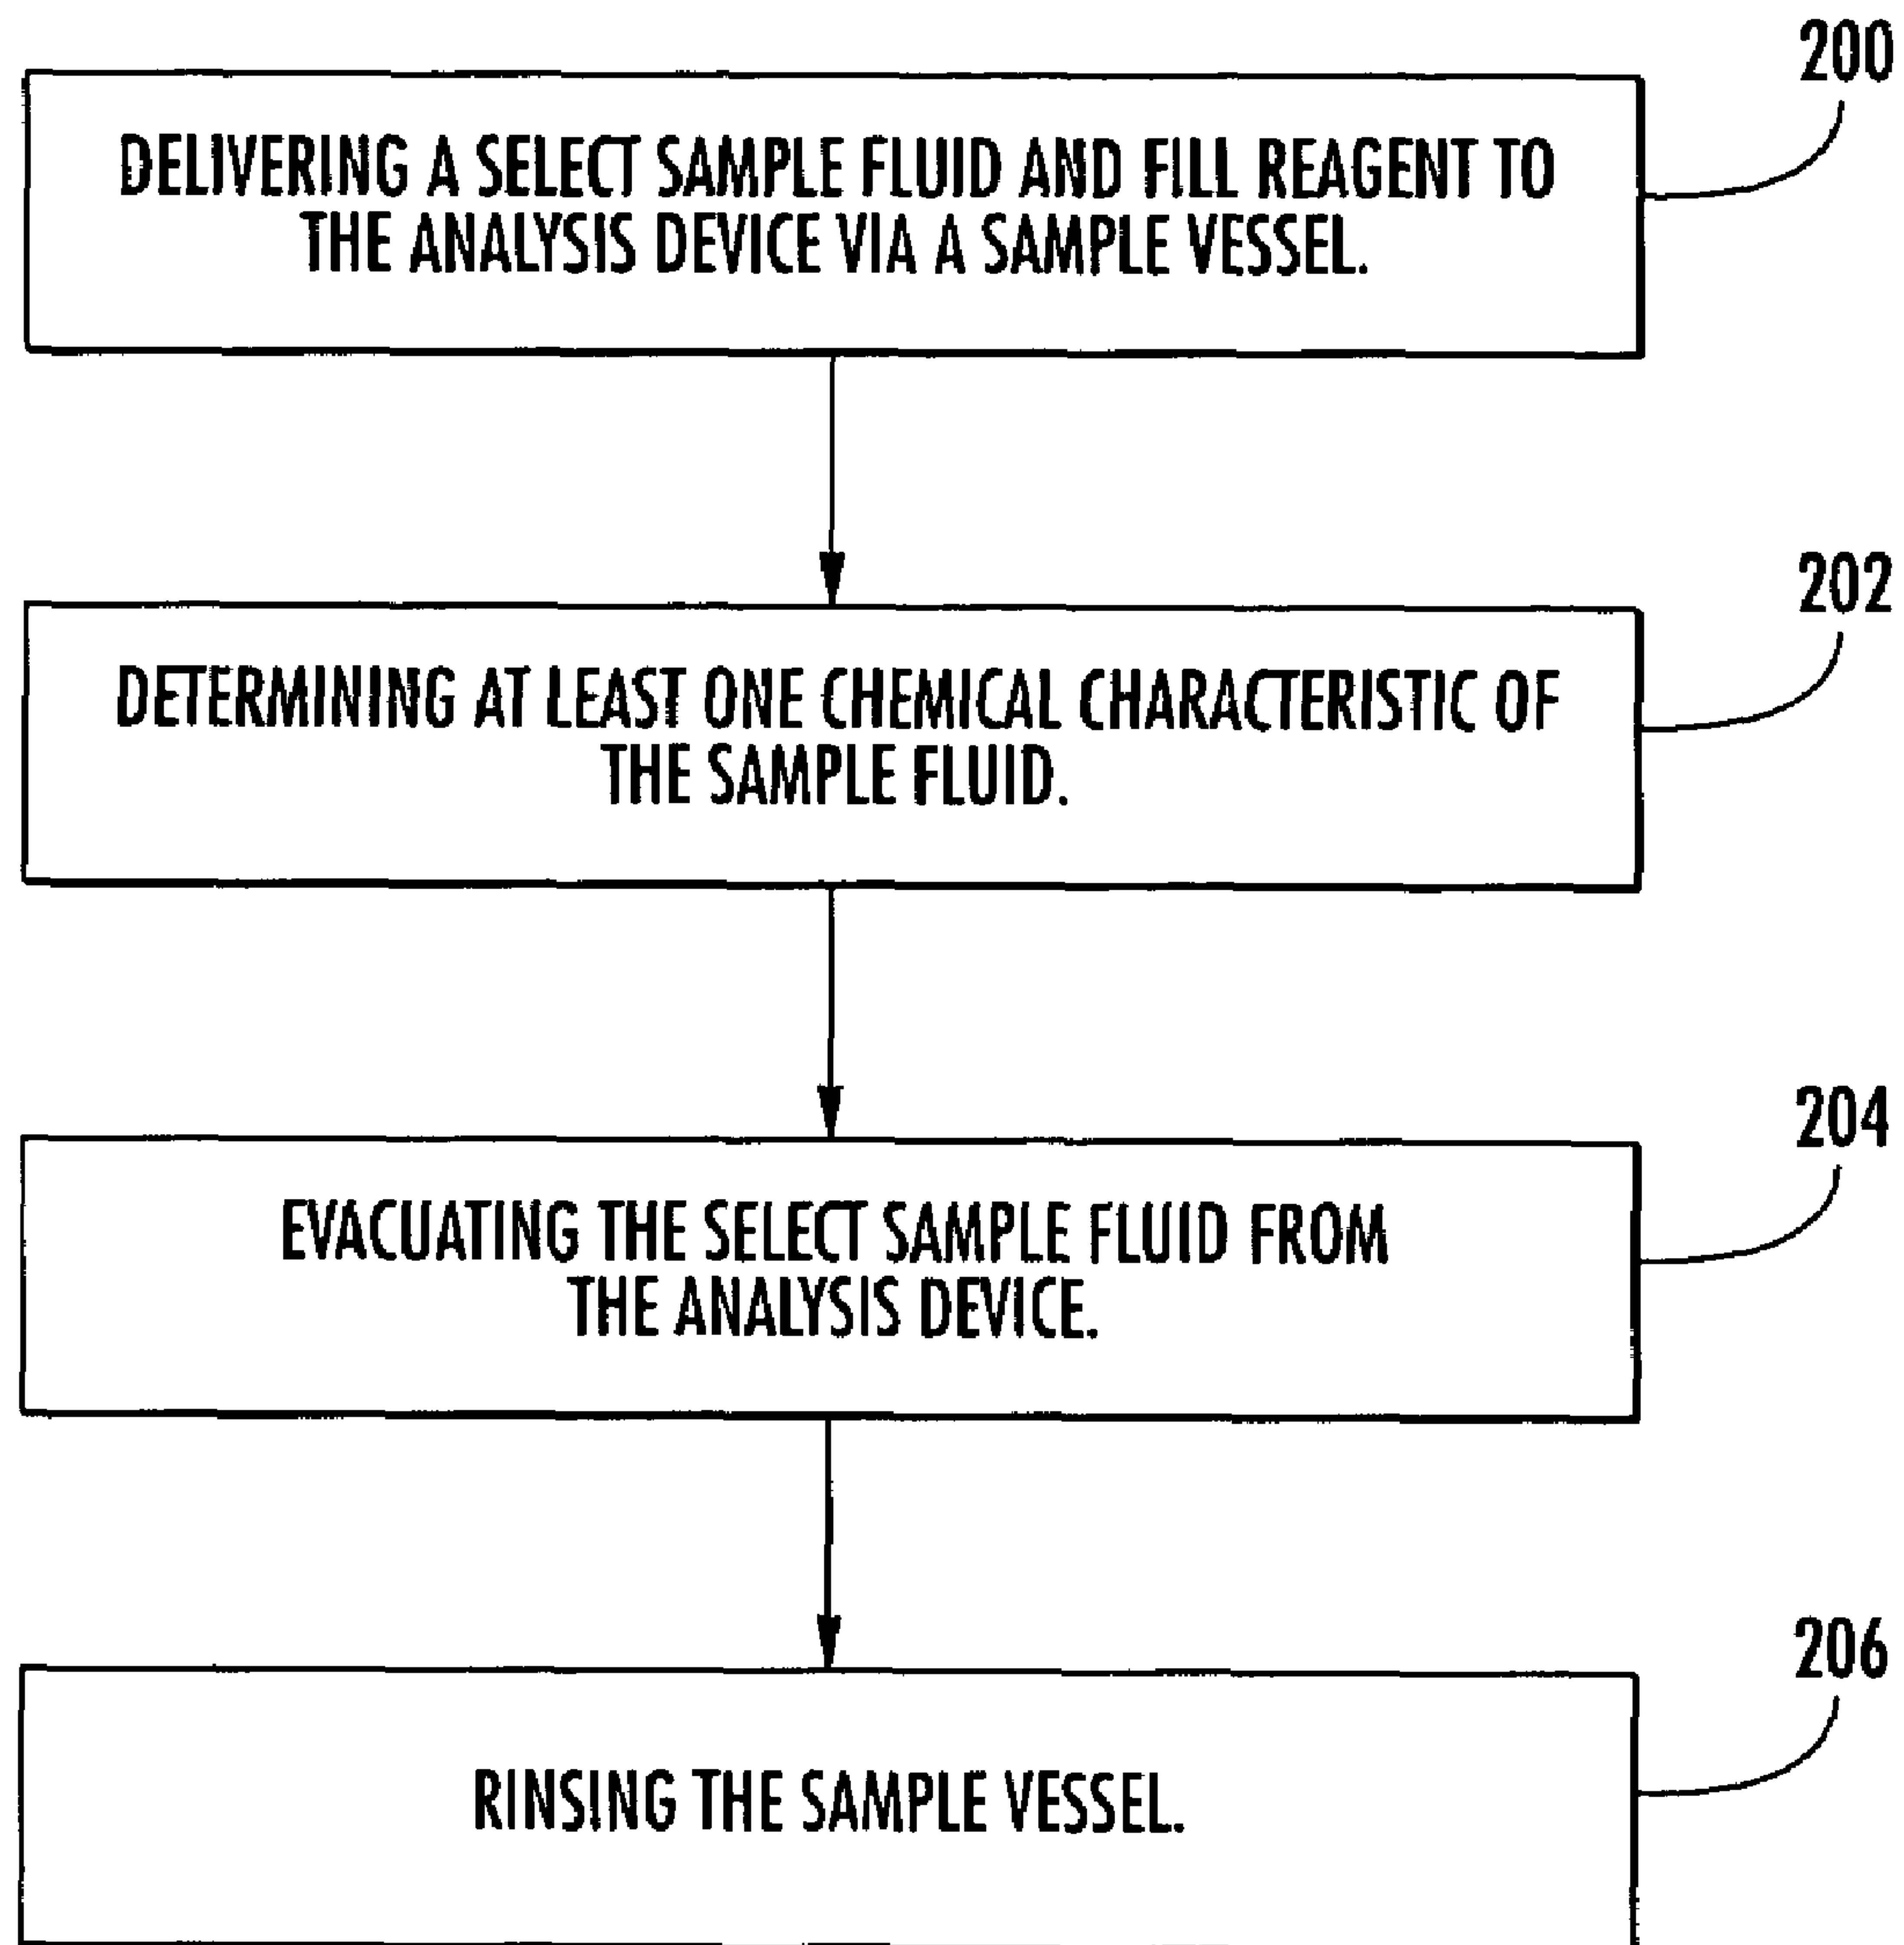 200
DELIVERING A SELECT SAMPLE FLUID AND FILL REAGENT TO
THE ANALYSIS DEVICE VIA A SAMPLE VESSEL.
202
DETERMINING AT LEAST ONE CHEMICAL CHARACTERISTIC OF
THE SAMPLE FLUID.
204
EVACUATING THE SELECT SAMPLE FLUID FROM
THE ANALYSIS DEVICE.
206
RINSING THE SAMPLE VESSEL.